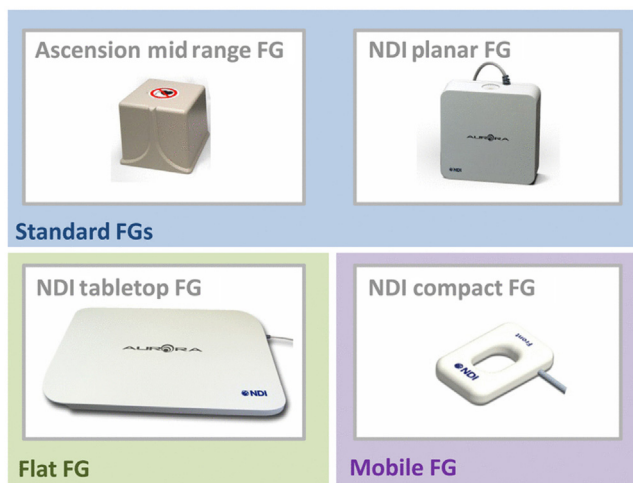 Ascension mid range FG
NDI planar FG
AURORA
NDI
Standard FGs
NDI tabletop FG
NDI compact FG
AURORA
NDI
Front
NDI
Flat FG
Mobile FG